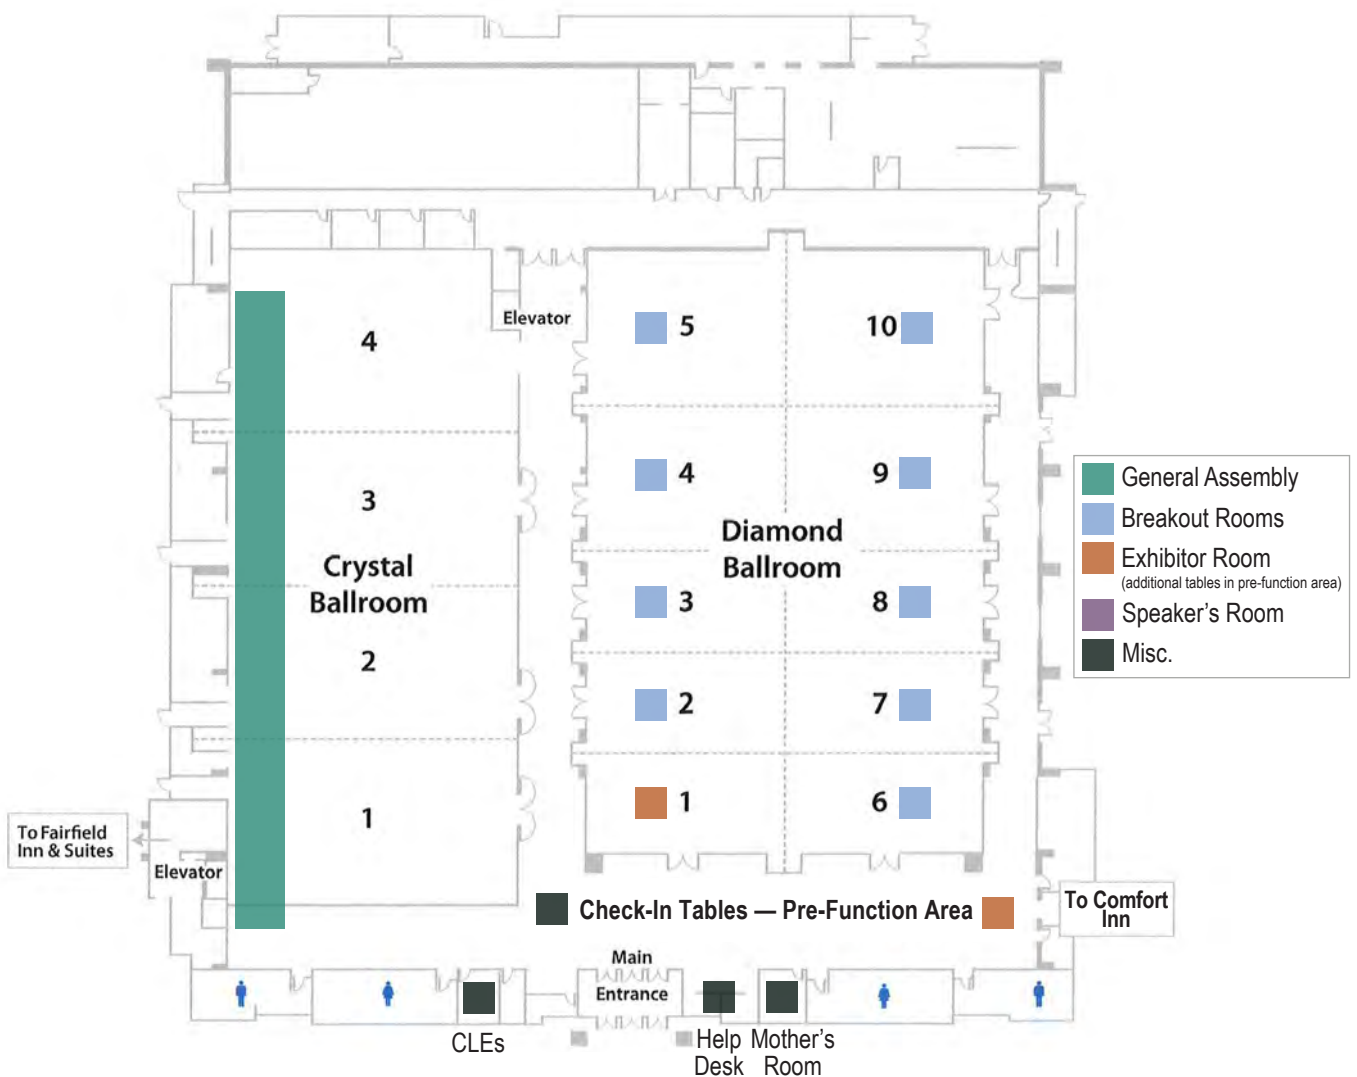 Elevator
5
10
4
4
9
3
Diamond
Ballroom
Crystal
Ballroom
3
8
2
2
7
1
1
6
General Assembly
Breakout Rooms
Exhibitor Room
(additional tables in pre-function area)
Speaker's Room
Misc.
To Fairfield
Inn & Suites
Elevator
Check-In Tables — Pre-Function Area
To Comfort
Inn
Main
Entrance
CLEs
Help
Desk
Mother's
Room